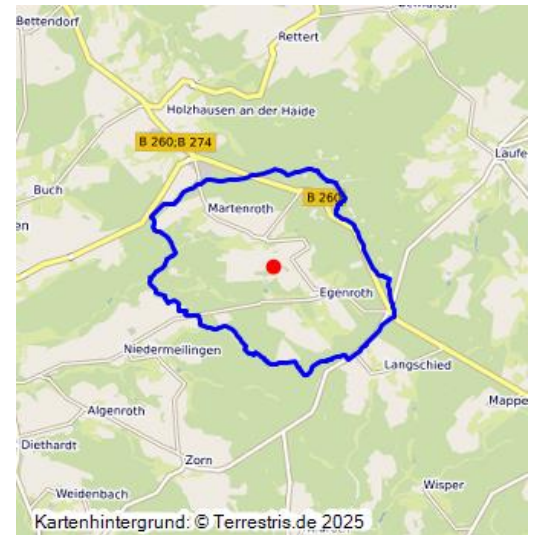 Bettendorf
Rettert
Holzhausen an der Haide
B 260;B 274
Laufe
Buch
B 260
Martenroth
en
Egenroth
Niedermeilingen
Langschied
Mappe
Algenroth
Diethardt
Zorn
Wisper
Weidenbach
Kartenhintergrund: © Terrestris.de 2025